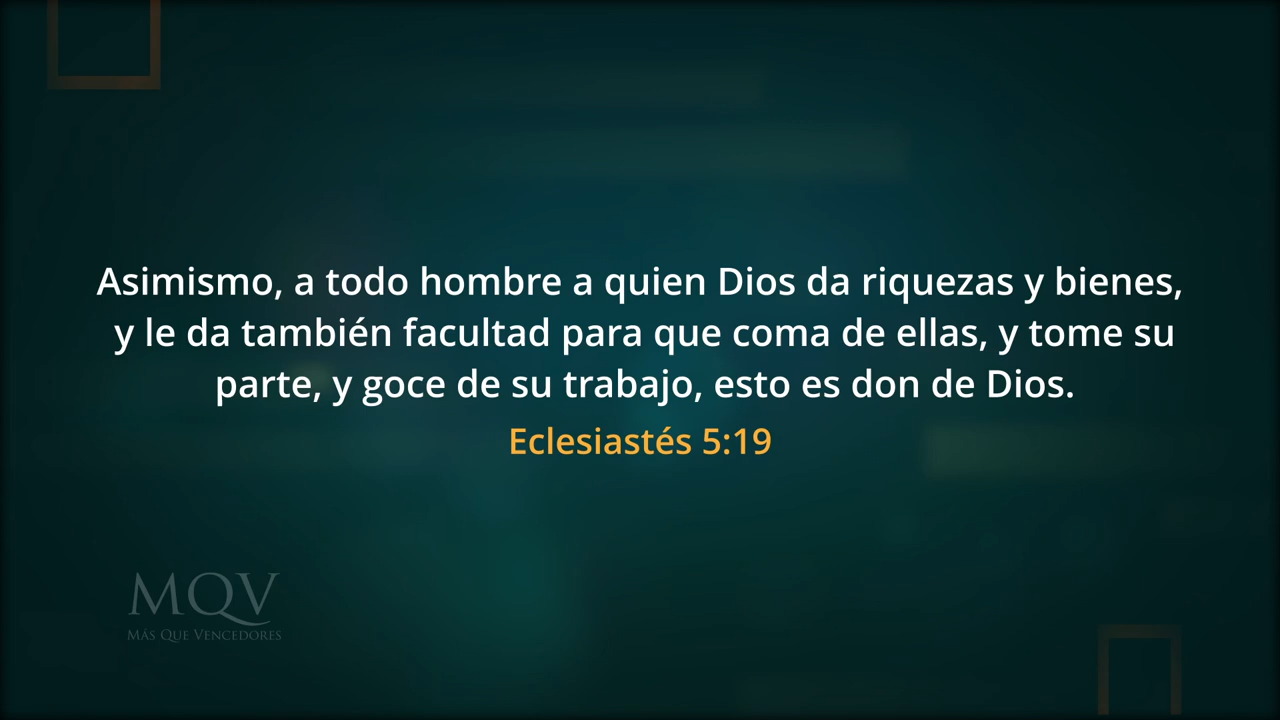 Asimismo, a todo hombre a quien Dios da riquezas y bienes,
y le da también facultad para que coma de ellas, y tome su
parte, y goce de su trabajo, esto es don de Dios.
Eclesiastés 5:19
MQV
MÁS QUE VENCEDORES